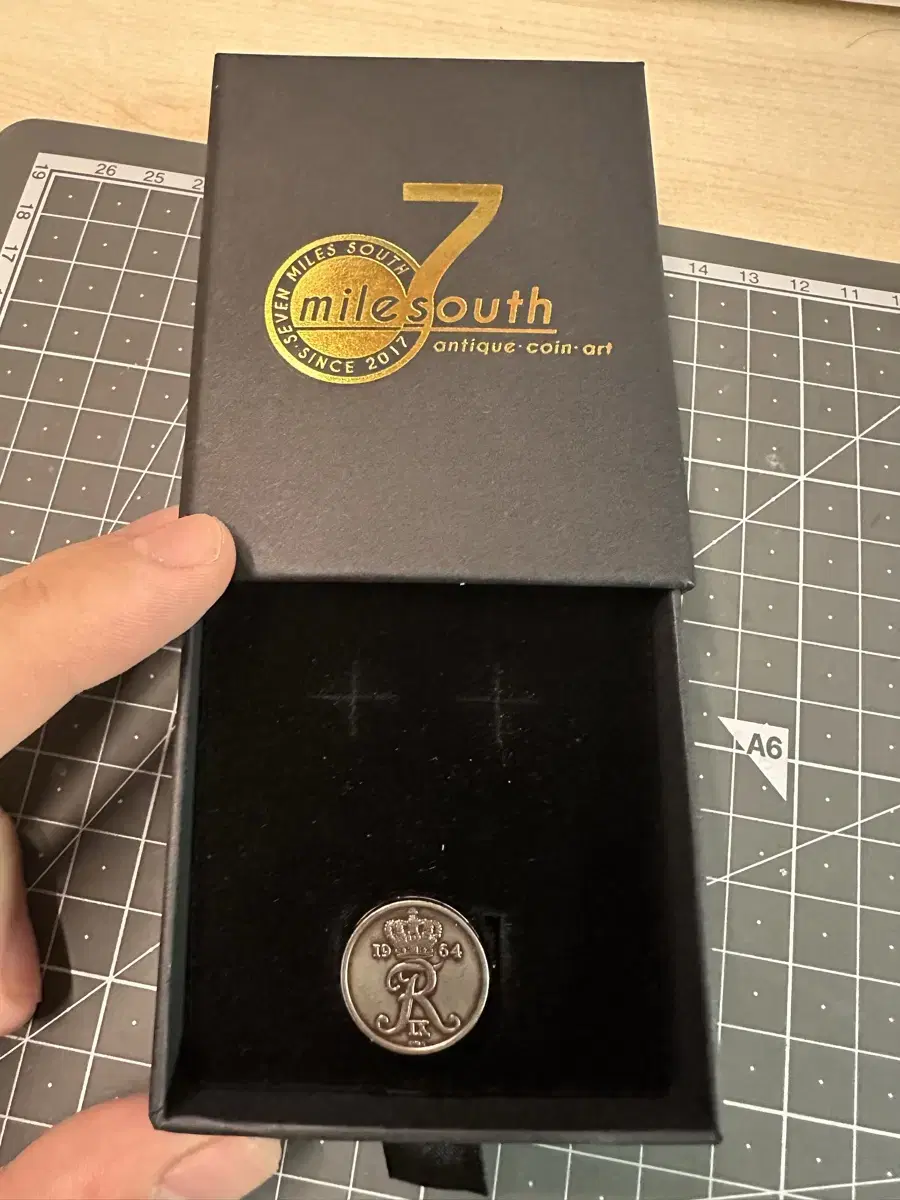 7
milesouth
antique·coin·art
SEVEN MILES SOUTH
·SINCE 2017·
19
18
17
26
25
14
13
12
11
A6
19 64
R
IX